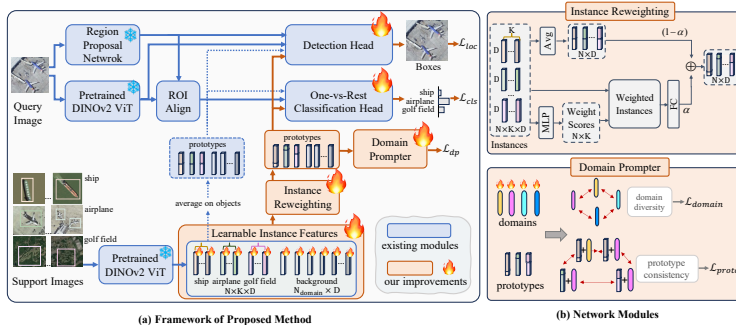 Region
Proposal
Netwrok
Query
Image
Pretrained
DINOv2 ViT
ROI
Align
Detection Head
Boxes
ℒloc
One-vs-Rest
Classification Head
ship
airplane
golf field
ℒcls
prototypes
prototypes
Domain
Prompter
ℒdp
average on objects
Instance
Reweighting
ship
airplane
golf field
Support Images
Pretrained
DINOv2 ViT
Learnable Instance Features
ship airplane golf field
N×K×D
background
Ndomain × D
existing modules
our improvements
(a) Framework of Proposed Method
Instance Reweighting
K
D
D
D
N×K×D
Instances
Avg
D
N×D
(1-α)
MLP
Weight
Scores
N×K
Weighted
Instances
FC
α
D
N×D
Domain Prompter
domains
prototypes
domain
diversity
ℒdomain
prototype
consistency
ℒproto
(b) Network Modules